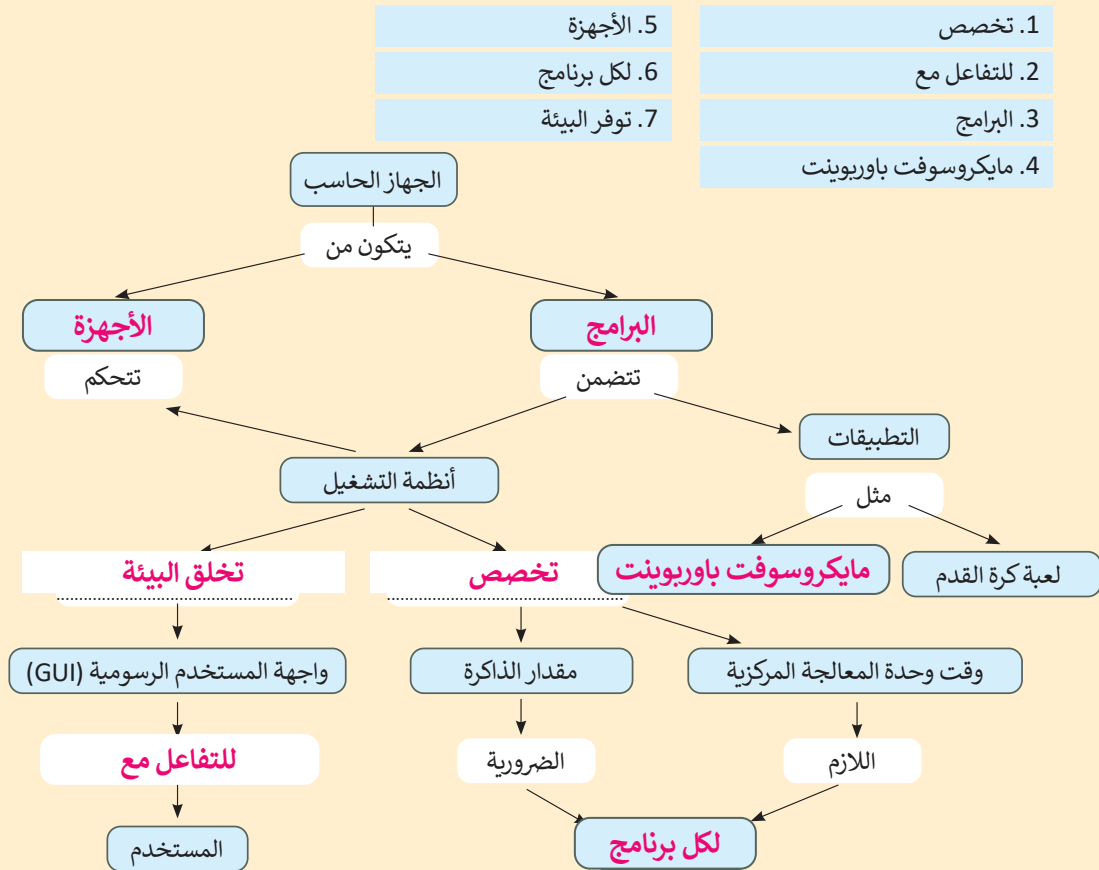 1. تخصص
2. للتفاعل مع
3. البرامج
4. مايكروسوفت باوربوينت
5. الأجهزة
6. لكل برنامج
7. توفر البيئة
الجهاز الحاسب
يتكون من
البرامج
الأجهزة
تتضمن
تتحكم
التطبيقات
أنظمة التشغيل
مثل
لعبة كرة القدم
مايكروسوفت باوربوينت
تخصص
تخلق البيئة
وقت وحدة المعالجة المركزية
مقدار الذاكرة
واجهة المستخدم الرسومية (GUI)
اللازم
الضرورية
للتفاعل مع
لكل برنامج
المستخدم